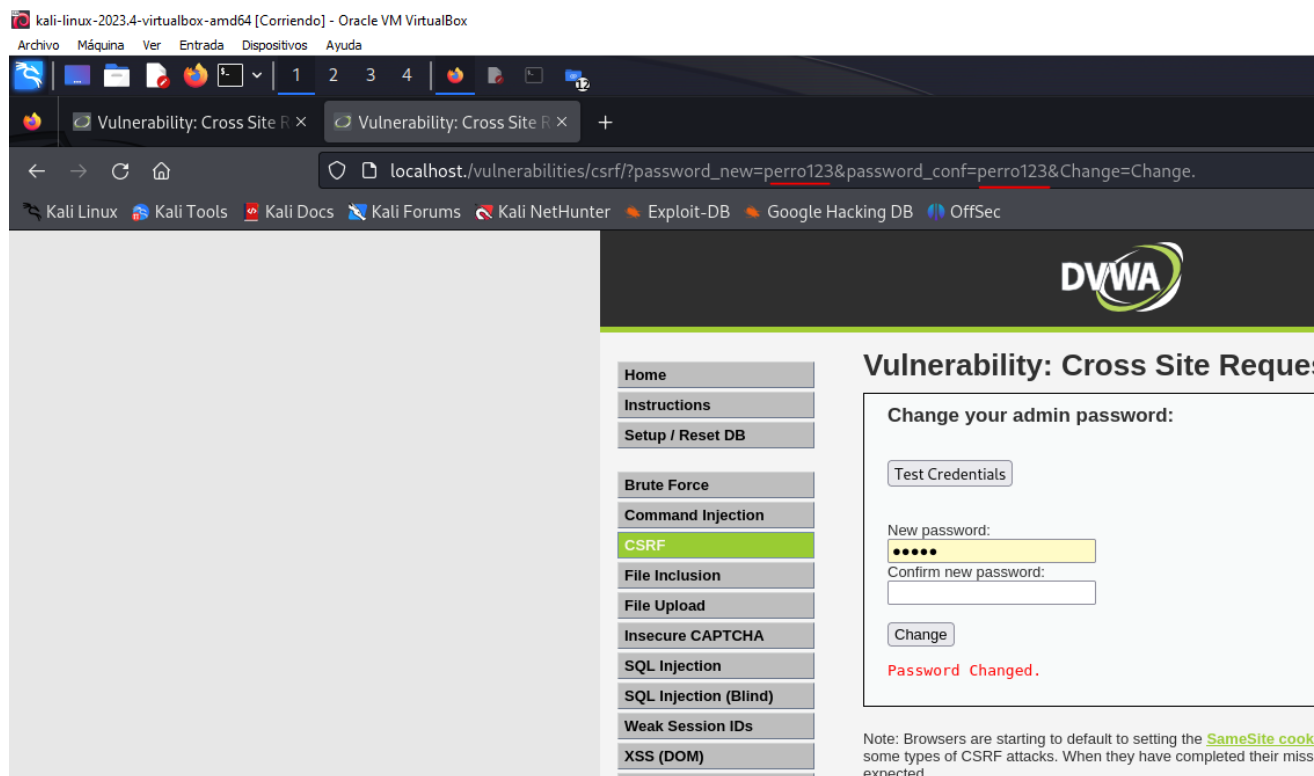 kali-linux-2023.4-virtualbox-amd64 [Corriendo] - Oracle VM VirtualBox
Archivo Máquina Ver Entrada Dispositivos Ayuda
1 2 3 4 12
Vulnerability: Cross Site R × Vulnerability: Cross Site R × +
localhost./vulnerabilities/csrf/?password_new=perro123&password_conf=perro123&Change=Change.
Kali Linux Kali Tools Kali Docs Kali Forums Kali NetHunter Exploit-DB Google Hacking DB OffSec
DVWA
Home
Instructions
Setup / Reset DB
Brute Force
Command Injection
CSRF
File Inclusion
File Upload
Insecure CAPTCHA
SQL Injection
SQL Injection (Blind)
Weak Session IDs
XSS (DOM)
Vulnerability: Cross Site Reques
Change your admin password:
Test Credentials
New password:
•••••
Confirm new password:
Change
Password Changed.
Note: Browsers are starting to default to setting the SameSite cook
some types of CSRF attacks. When they have completed their miss
expected.